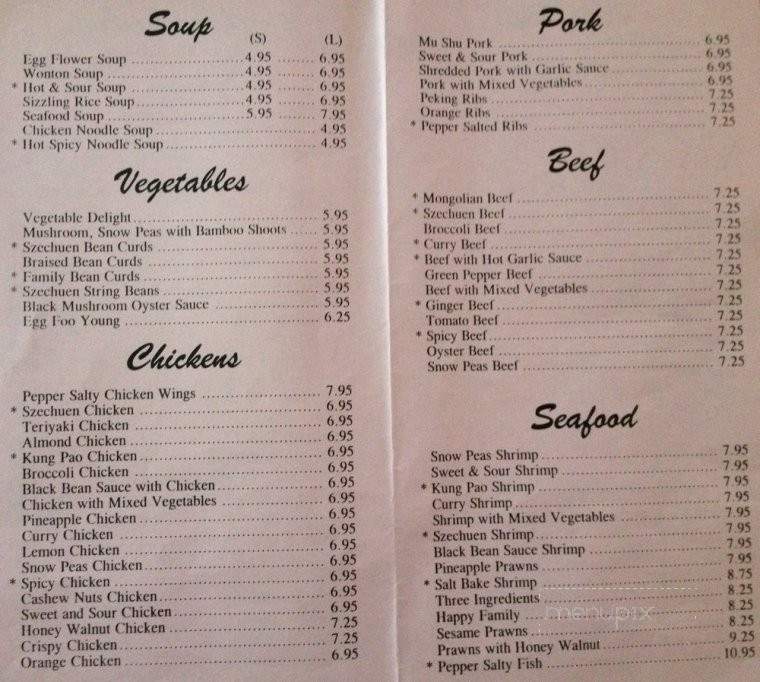 Soup
(S) (L)
Egg Flower Soup ........ 4.95 ........ 6.95
Wonton Soup ........ 4.95 ........ 6.95
* Hot & Sour Soup ........ 4.95 ........ 6.95
Sizzling Rice Soup ........ 4.95 ........ 6.95
Seafood Soup ........ 5.95 ........ 7.95
Chicken Noodle Soup ........ 4.95
* Hot Spicy Noodle Soup ........ 4.95
Vegetables
Vegetable Delight ........ 5.95
Mushroom, Snow Peas with Bamboo Shoots ........ 5.95
* Szechuen Bean Curds ........ 5.95
Braised Bean Curds ........ 5.95
* Family Bean Curds ........ 5.95
* Szechuen String Beans ........ 5.95
Black Mushroom Oyster Sauce ........ 5.95
Egg Foo Young ........ 6.25
Chickens
Pepper Salty Chicken Wings ........ 7.95
* Szechuen Chicken ........ 6.95
Teriyaki Chicken ........ 6.95
Almond Chicken ........ 6.95
* Kung Pao Chicken ........ 6.95
Broccoli Chicken ........ 6.95
Black Bean Sauce with Chicken ........ 6.95
Chicken with Mixed Vegetables ........ 6.95
Pineapple Chicken ........ 6.95
Curry Chicken ........ 6.95
Lemon Chicken ........ 6.95
Snow Peas Chicken ........ 6.95
* Spicy Chicken ........ 6.95
Cashew Nuts Chicken ........ 6.95
Sweet and Sour Chicken ........ 6.95
Honey Walnut Chicken ........ 7.25
Crispy Chicken ........ 7.25
Orange Chicken ........ 6.95
Pork
Mu Shu Pork ........ 6.95
Sweet & Sour Pork ........ 6.95
Shredded Pork with Garlic Sauce ........ 6.95
Pork with Mixed Vegetables ........ 6.95
Peking Ribs ........ 7.25
Orange Ribs ........ 7.25
* Pepper Salted Ribs ........ 7.25
Beef
* Mongolian Beef ........ 7.25
* Szechuen Beef ........ 7.25
Broccoli Beef ........ 7.25
* Curry Beef ........ 7.25
* Beef with Hot Garlic Sauce ........ 7.25
Green Pepper Beef ........ 7.25
Beef with Mixed Vegetables ........ 7.25
* Ginger Beef ........ 7.25
Tomato Beef ........ 7.25
* Spicy Beef ........ 7.25
Oyster Beef ........ 7.25
Snow Peas Beef ........ 7.25
Seafood
Snow Peas Shrimp ........ 7.95
Sweet & Sour Shrimp ........ 7.95
* Kung Pao Shrimp ........ 7.95
Curry Shrimp ........ 7.95
Shrimp with Mixed Vegetables ........ 7.95
* Szechuen Shrimp ........ 7.95
Black Bean Sauce Shrimp ........ 7.95
Pineapple Prawns ........ 7.95
* Salt Bake Shrimp ........ 8.75
Three Ingredients ........ 8.25
Happy Family ........ 8.25
Sesame Prawns ........ 8.25
Prawns with Honey Walnut ........ 9.25
* Pepper Salty Fish ........ 10.95
menupix